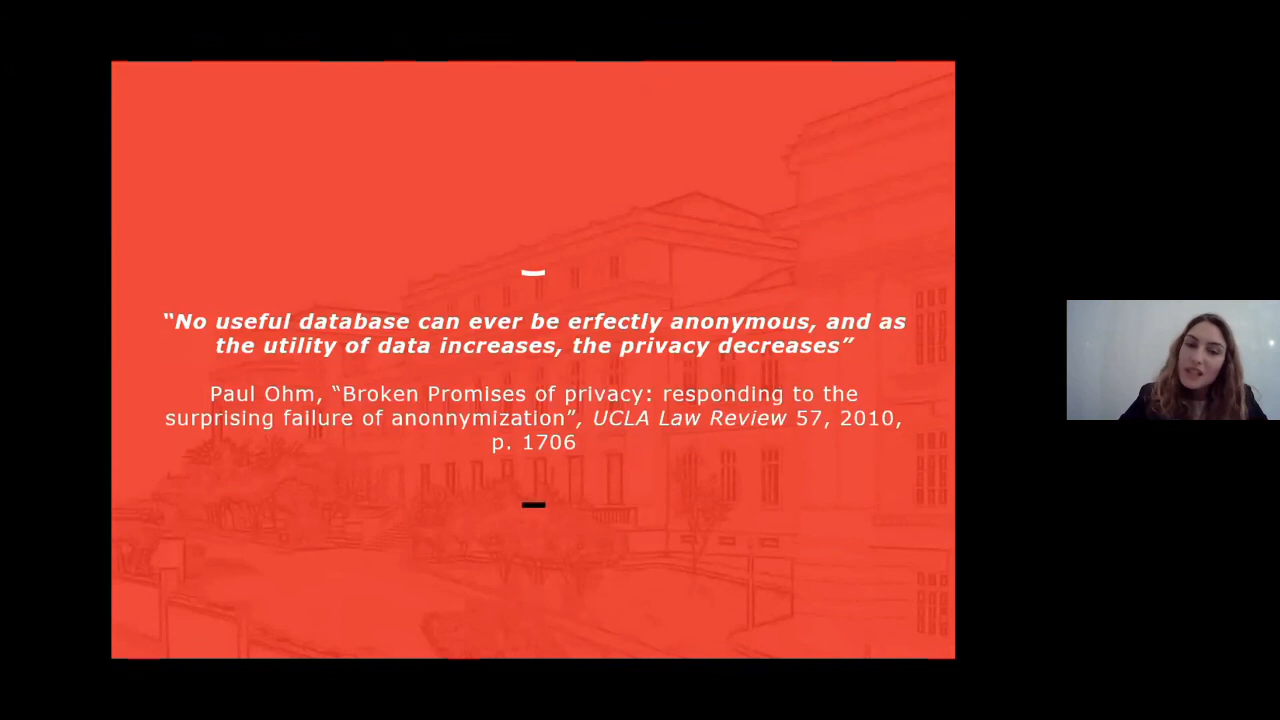 “No useful database can ever be erfectly anonymous, and as
the utility of data increases, the privacy decreases”
Paul Ohm, “Broken Promises of privacy: responding to the
surprising failure of anonnymization”, UCLA Law Review 57, 2010,
p. 1706